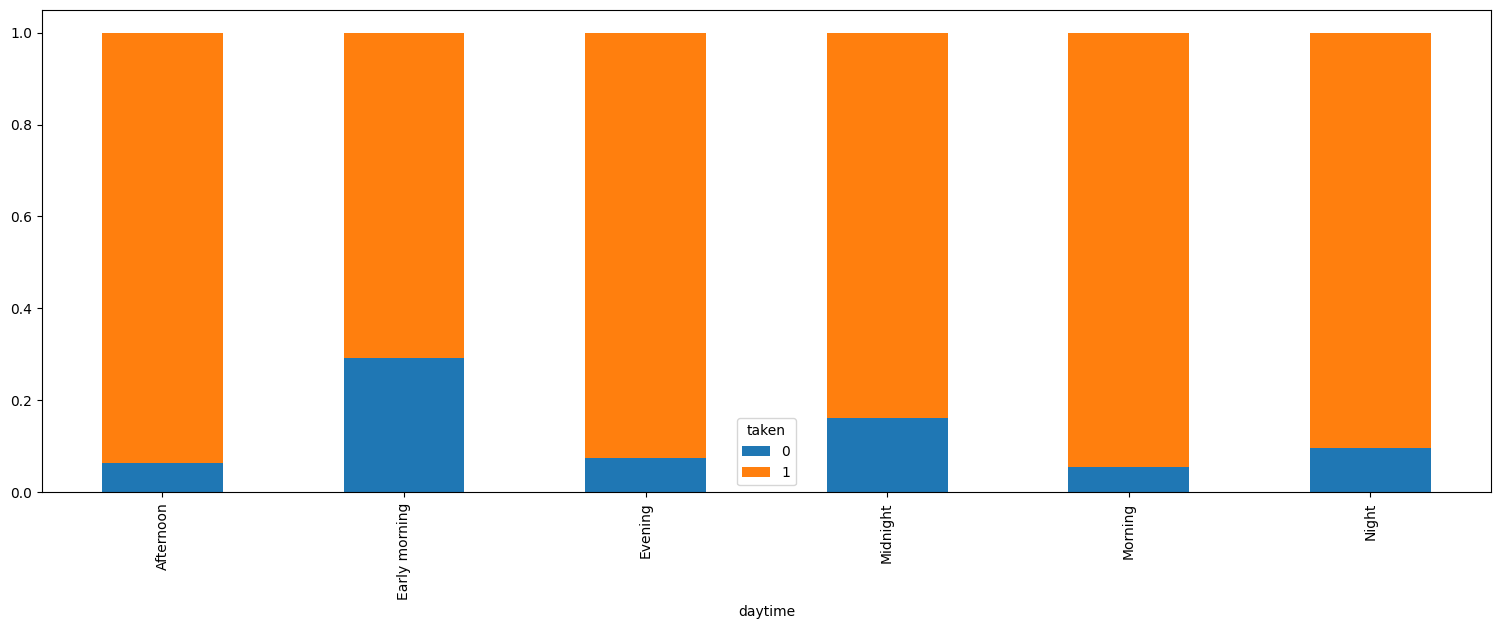 1.0
0.8
0.6
0.4
0.2
0.0
taken
0
1
Afternoon
Early morning
Evening
Midnight
Morning
Night
daytime